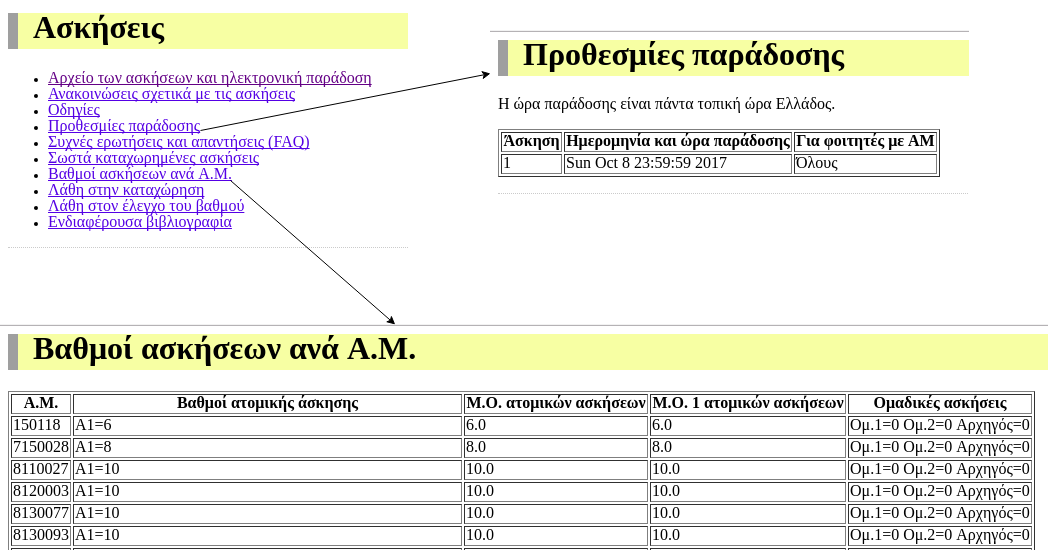 Ασκήσεις
Αρχείο των ασκήσεων και ηλεκτρονική παράδοση
Ανακοινώσεις σχετικά με τις ασκήσεις
Οδηγίες
Προθεσμίες παράδοσης
Συχνές ερωτήσεις και απαντήσεις (FAQ)
Σωστά καταχωρημένες ασκήσεις
Βαθμοί ασκήσεων ανά Α.Μ.
Λάθη στην καταχώρηση
Λάθη στον έλεγχο του βαθμού
Ενδιαφέρουσα βιβλιογραφία
Προθεσμίες παράδοσης
Η ώρα παράδοσης είναι πάντα τοπική ώρα Ελλάδος.
Άσκηση Ημερομηνία και ώρα παράδοσης Για φοιτητές με ΑΜ
1 Sun Oct 8 23:59:59 2017 Όλους
Βαθμοί ασκήσεων ανά Α.Μ.
Α.Μ. Βαθμοί ατομικής άσκησης Μ.Ο. ατομικών ασκήσεων Μ.Ο. 1 ατομικών ασκήσεων Ομαδικές ασκήσεις
150118 A1=6 6.0 6.0 Ομ.1=0 Ομ.2=0 Αρχηγός=0
7150028 A1=8 8.0 8.0 Ομ.1=0 Ομ.2=0 Αρχηγός=0
8110027 A1=10 10.0 10.0 Ομ.1=0 Ομ.2=0 Αρχηγός=0
8120003 A1=10 10.0 10.0 Ομ.1=0 Ομ.2=0 Αρχηγός=0
8130077 A1=10 10.0 10.0 Ομ.1=0 Ομ.2=0 Αρχηγός=0
8130093 A1=10 10.0 10.0 Ομ.1=0 Ομ.2=0 Αρχηγός=0